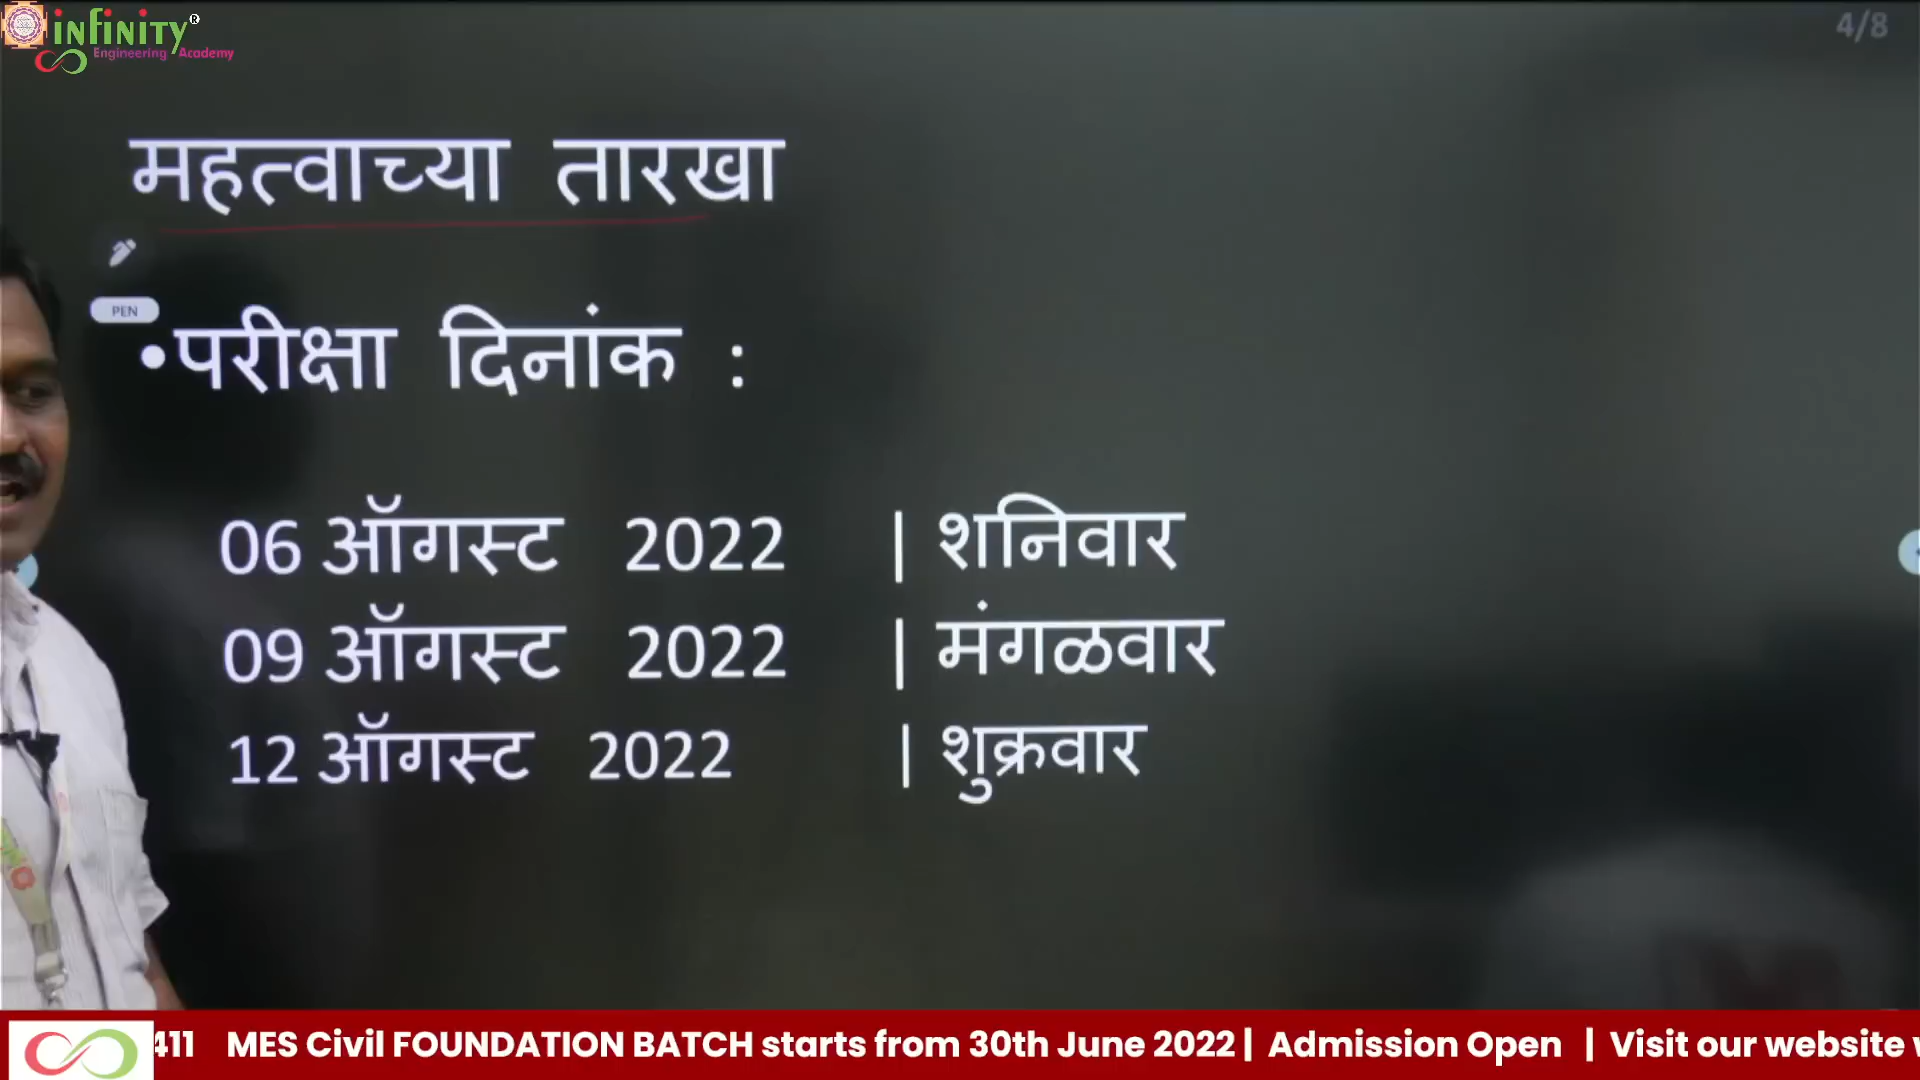 infinity®
Engineering Academy
4/8
महत्वाच्या तारखा
PEN
•परीक्षा दिनांक :
06 ऑगस्ट 2022 | शनिवार
09 ऑगस्ट 2022 | मंगळवार
12 ऑगस्ट 2022 | शुक्रवार
411 MES Civil FOUNDATION BATCH starts from 30th June 2022 | Admission Open | Visit our website